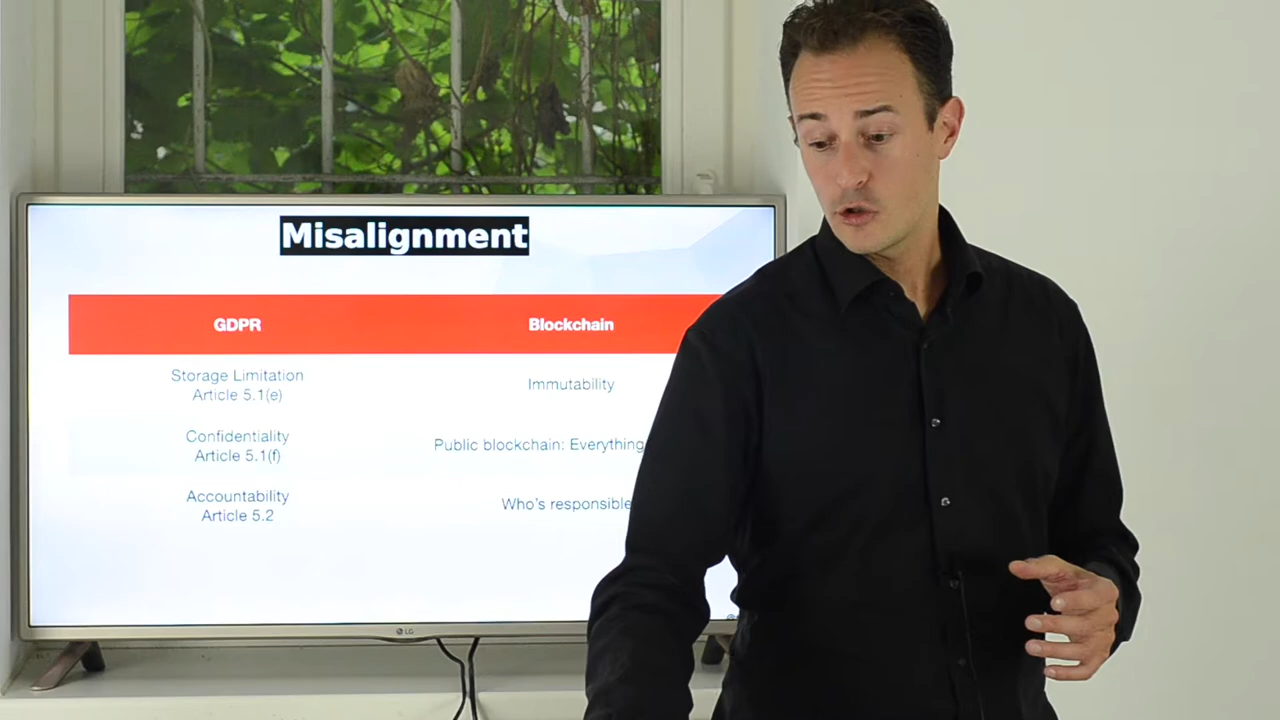 Misalignment
GDPR
Blockchain
Storage Limitation
Article 5.1(e)
Immutability
Confidentiality
Article 5.1(f)
Public blockchain: Everything
Accountability
Article 5.2
Who's responsible
LG